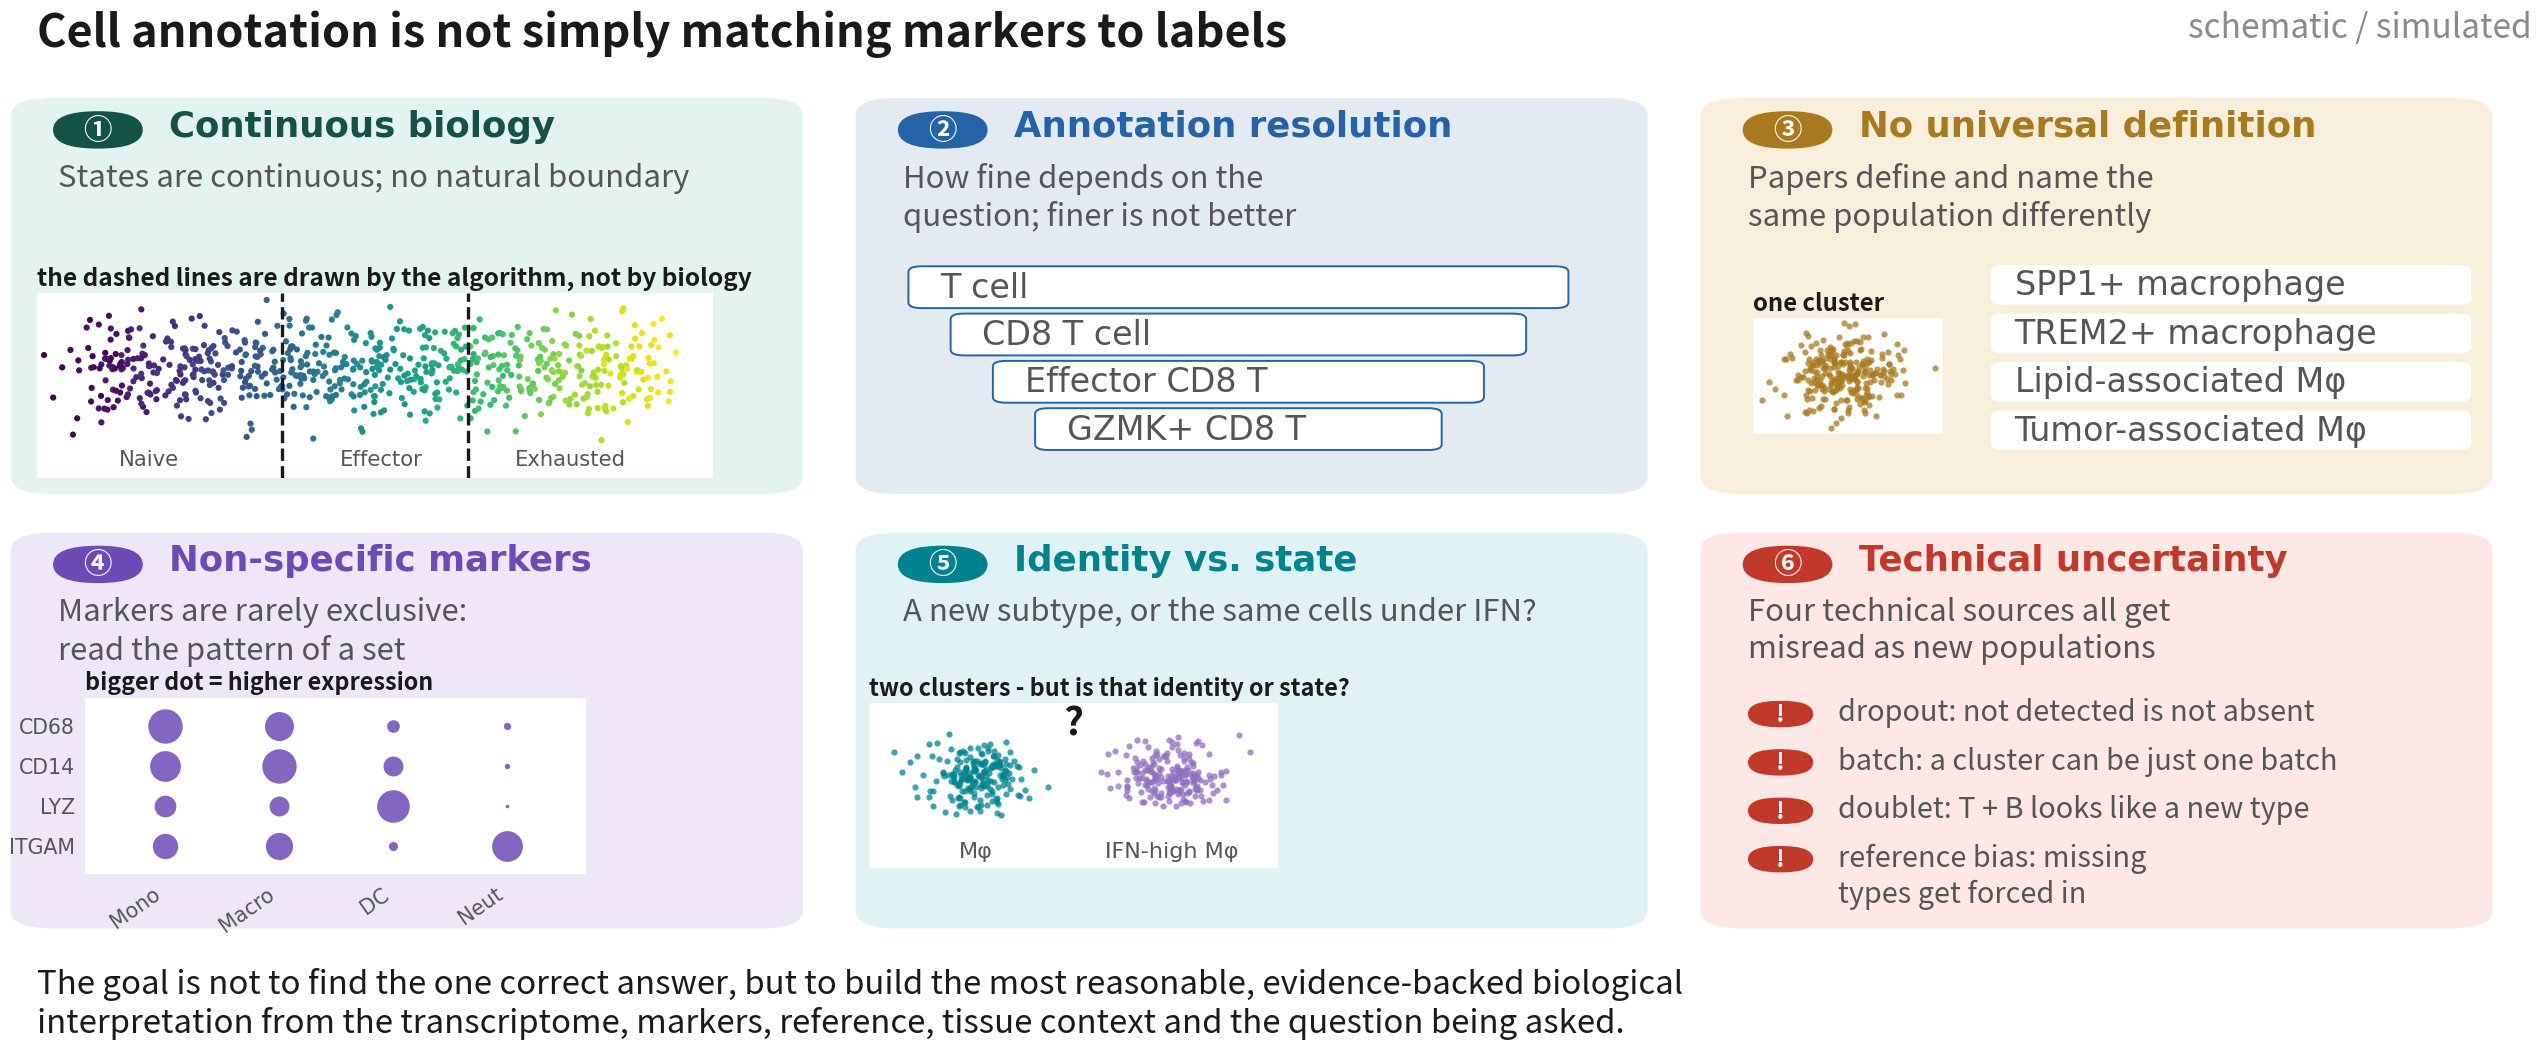 Cell annotation is not simply matching markers to labels
schematic / simulated
① Continuous biology
States are continuous; no natural boundary
the dashed lines are drawn by the algorithm, not by biology
Naive
Effector
Exhausted
② Annotation resolution
How fine depends on the
question; finer is not better
T cell
CD8 T cell
Effector CD8 T
GZMK+ CD8 T
③ No universal definition
Papers define and name the
same population differently
one cluster
SPP1+ macrophage
TREM2+ macrophage
Lipid-associated Mφ
Tumor-associated Mφ
④ Non-specific markers
Markers are rarely exclusive:
read the pattern of a set
bigger dot = higher expression
CD68
CD14
LYZ
ITGAM
Mono
Macro
DC
Neut
⑤ Identity vs. state
A new subtype, or the same cells under IFN?
two clusters - but is that identity or state?
?
Mφ
IFN-high Mφ
⑥ Technical uncertainty
Four technical sources all get
misread as new populations
! dropout: not detected is not absent
! batch: a cluster can be just one batch
! doublet: T + B looks like a new type
! reference bias: missing
types get forced in
The goal is not to find the one correct answer, but to build the most reasonable, evidence-backed biological
interpretation from the transcriptome, markers, reference, tissue context and the question being asked.